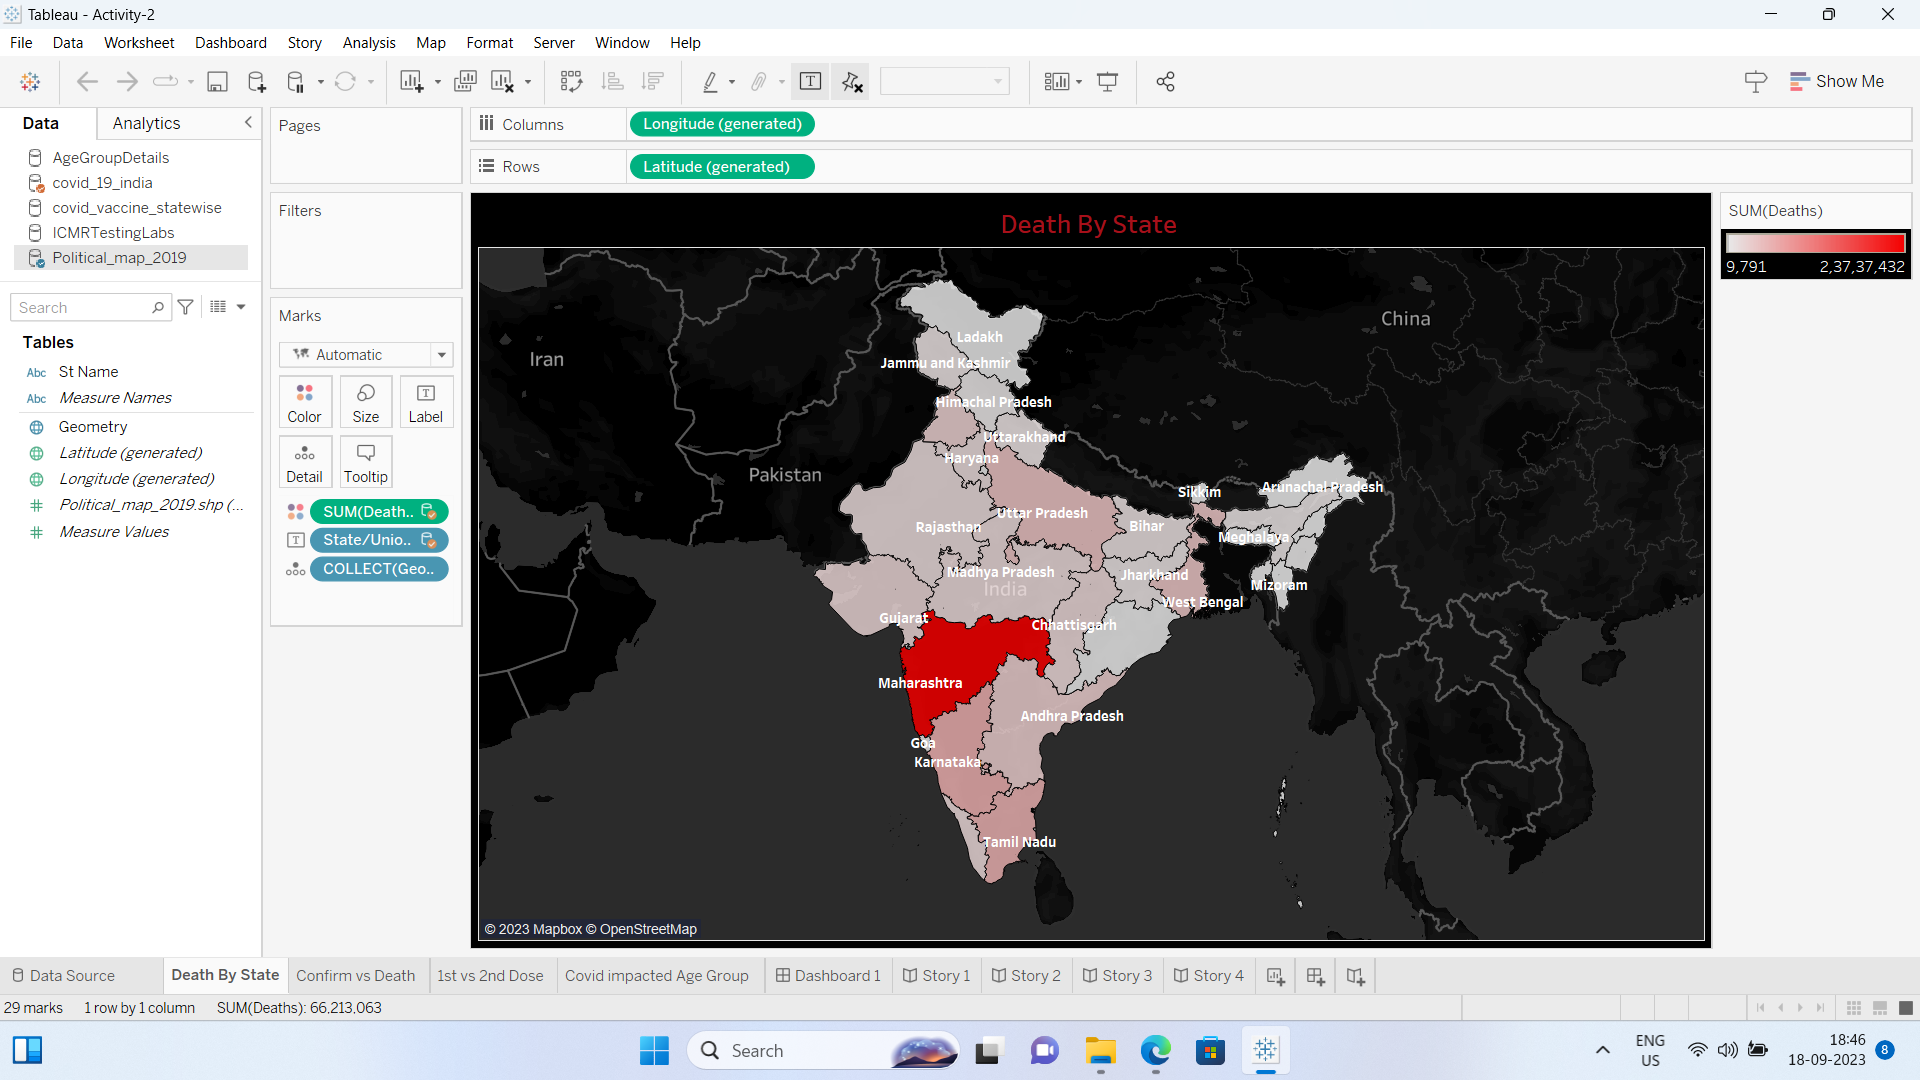 Tableau - Activity-2
File Data Worksheet Dashboard Story Analysis Map Format Server Window Help
Show Me
Data Analytics
AgeGroupDetails
covid_19_india
covid_vaccine_statewise
ICMRTestingLabs
Political_map_2019
Search
Tables
Abc St Name
Abc Measure Names
Geometry
Latitude (generated)
Longitude (generated)
Political_map_2019.shp (...
Measure Values
Pages
Filters
Marks
Automatic
Color Size Label
Detail Tooltip
SUM(Death..
State/Unio..
COLLECT(Geo..
Columns Longitude (generated)
Rows Latitude (generated)
Death By State
Iran
Pakistan
China
India
Ladakh
Jammu and Kashmir
Himachal Pradesh
Uttarakhand
Haryana
Sikkim
Arunachal Pradesh
Uttar Pradesh
Rajasthan
Bihar
Meghalaya
Madhya Pradesh
Jharkhand
Mizoram
West Bengal
Gujarat
Chhattisgarh
Maharashtra
Andhra Pradesh
Goa
Karnataka
Tamil Nadu
© 2023 Mapbox © OpenStreetMap
SUM(Deaths)
9,791 2,37,37,432
Data Source Death By State Confirm vs Death 1st vs 2nd Dose Covid impacted Age Group Dashboard 1 Story 1 Story 2 Story 3 Story 4
29 marks 1 row by 1 column SUM(Deaths): 66,213,063
Search
ENG
US
18:46
18-09-2023
8